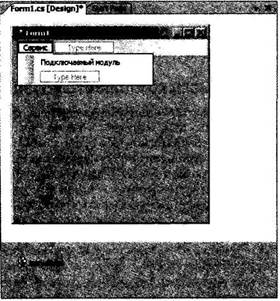 Form1.cs [Design]*
Form1
Сервис Type Here
Подключаемый модуль
Type Here